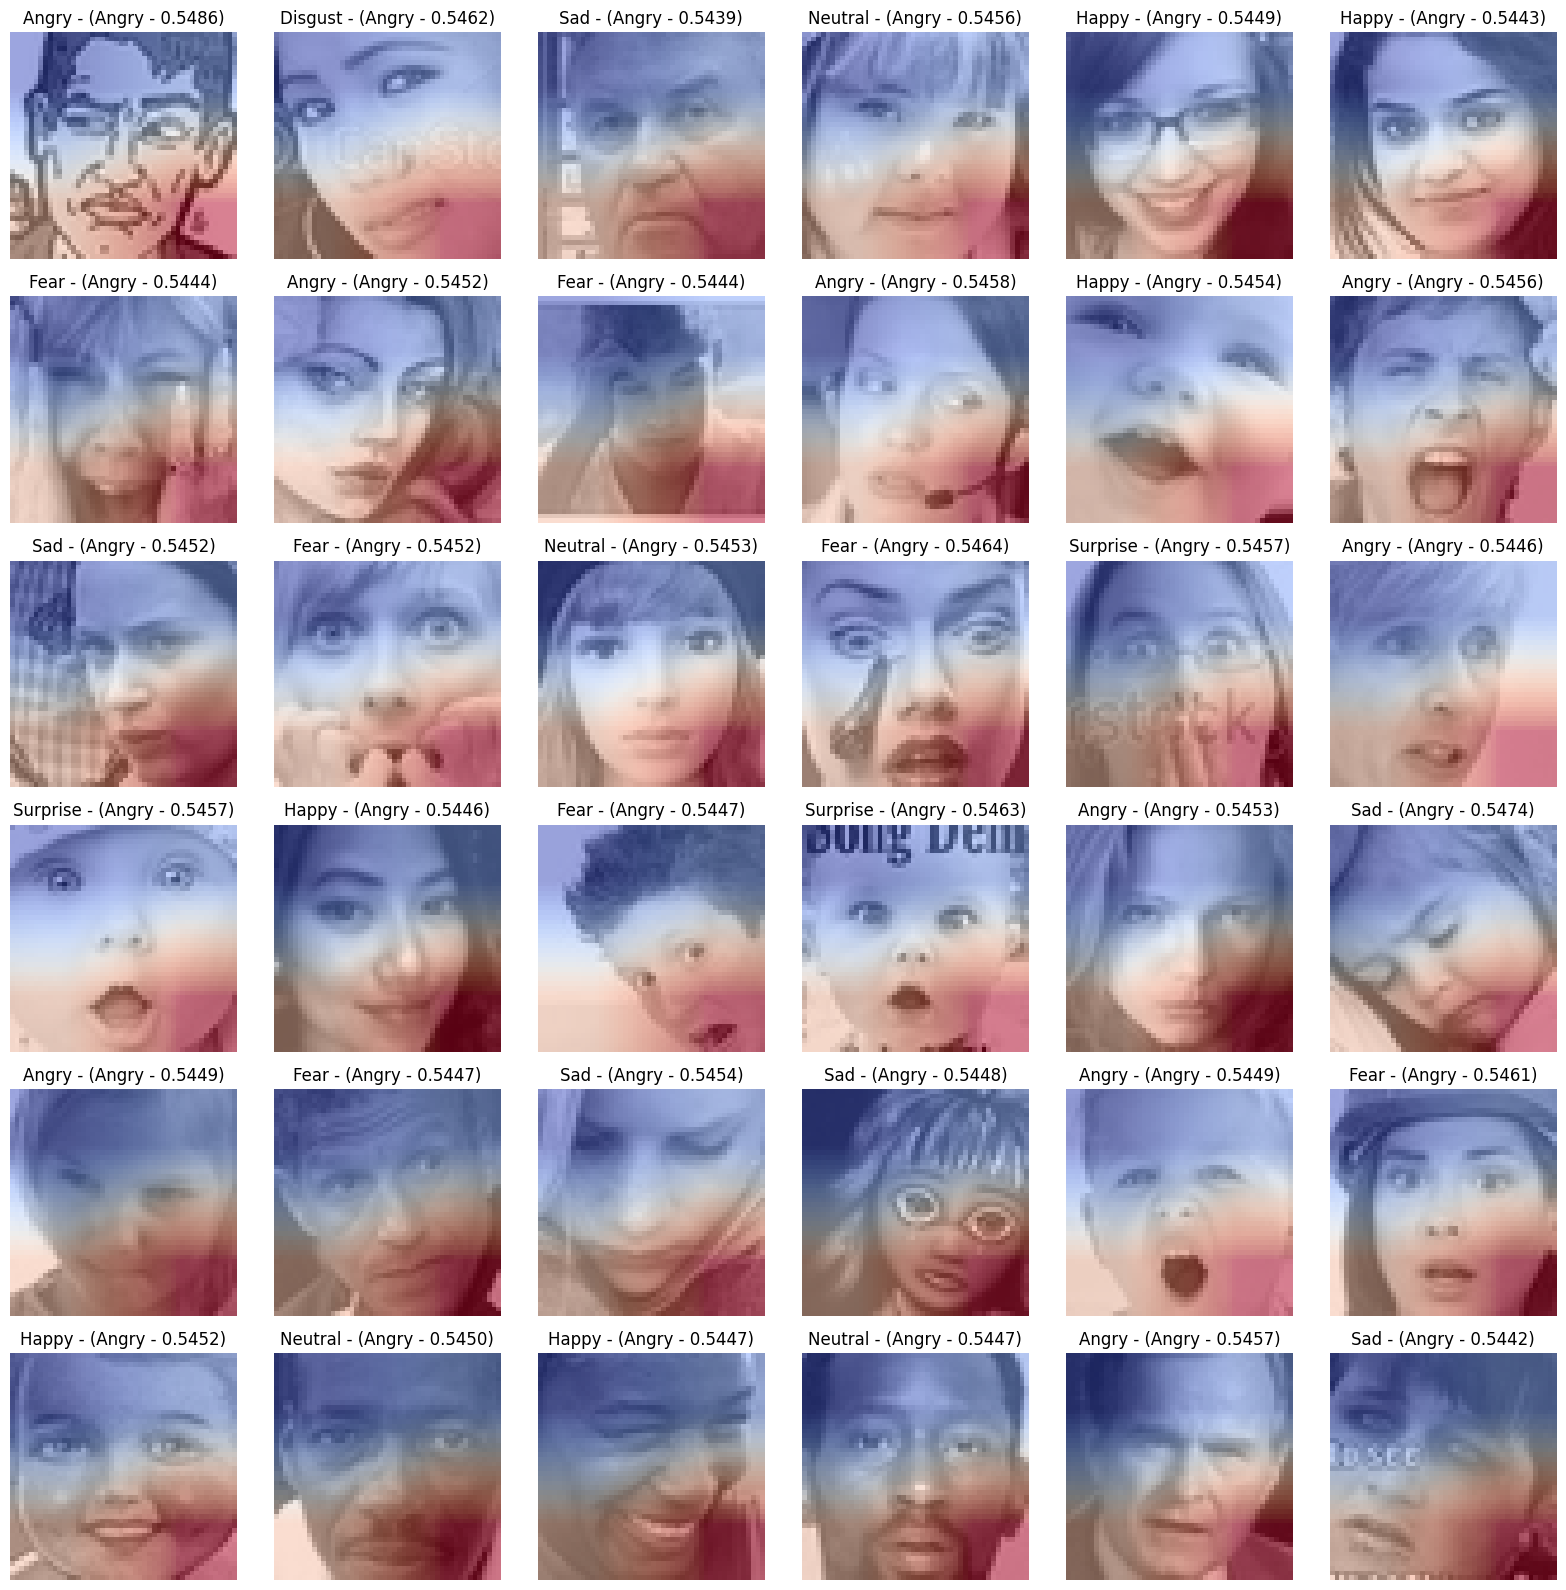 Angry - (Angry - 0.5486)
Disgust - (Angry - 0.5462)
Sad - (Angry - 0.5439)
Neutral - (Angry - 0.5456)
Happy - (Angry - 0.5449)
Happy - (Angry - 0.5443)
Fear - (Angry - 0.5444)
Angry - (Angry - 0.5452)
Fear - (Angry - 0.5444)
Angry - (Angry - 0.5458)
Happy - (Angry - 0.5454)
Angry - (Angry - 0.5456)
Sad - (Angry - 0.5452)
Fear - (Angry - 0.5452)
Neutral - (Angry - 0.5453)
Fear - (Angry - 0.5464)
Surprise - (Angry - 0.5457)
Angry - (Angry - 0.5446)
stock
Surprise - (Angry - 0.5457)
Happy - (Angry - 0.5446)
Fear - (Angry - 0.5447)
Surprise - (Angry - 0.5463)
Angry - (Angry - 0.5453)
Sad - (Angry - 0.5474)
Angry - (Angry - 0.5449)
Fear - (Angry - 0.5447)
Sad - (Angry - 0.5454)
Sad - (Angry - 0.5448)
Angry - (Angry - 0.5449)
Fear - (Angry - 0.5461)
Happy - (Angry - 0.5452)
Neutral - (Angry - 0.5450)
Happy - (Angry - 0.5447)
Neutral - (Angry - 0.5447)
Angry - (Angry - 0.5457)
Sad - (Angry - 0.5442)